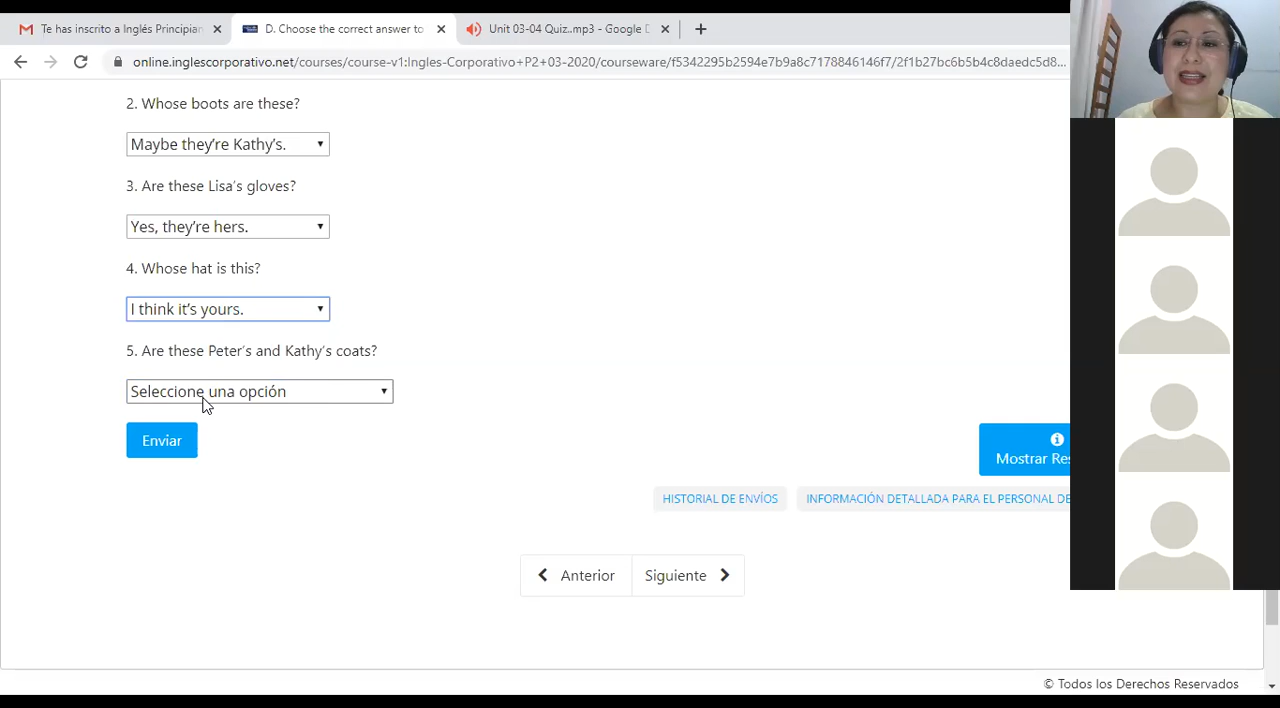 Te has inscrito a Inglés Principian
D. Choose the correct answer to
Unit 03-04 Quiz..mp3 - Google D
online.inglescorporativo.net/courses/course-v1:Ingles-Corporativo+P2+03-2020/courseware/f5342295b2594e7b9a8c7178846146f7/2f1b27bc6b5b4c8daedc5d8...
2. Whose boots are these?
Maybe they're Kathy's.
3. Are these Lisa's gloves?
Yes, they're hers.
4. Whose hat is this?
I think it's yours.
5. Are these Peter's and Kathy's coats?
Seleccione una opción
Enviar
Mostrar Res
HISTORIAL DE ENVÍOS
INFORMACIÓN DETALLADA PARA EL PERSONAL DE
Anterior
Siguiente
© Todos los Derechos Reservados